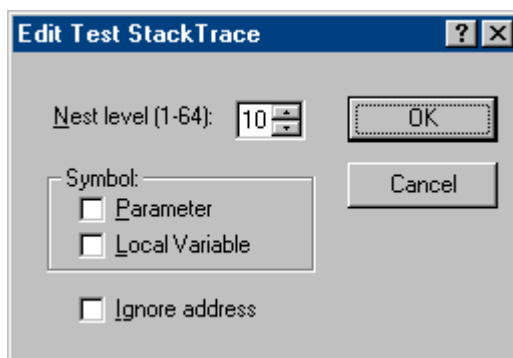 Edit Test StackTrace
Nest level (1-64): 10
OK
Cancel
Symbol:
Parameter
Local Variable
Ignore address